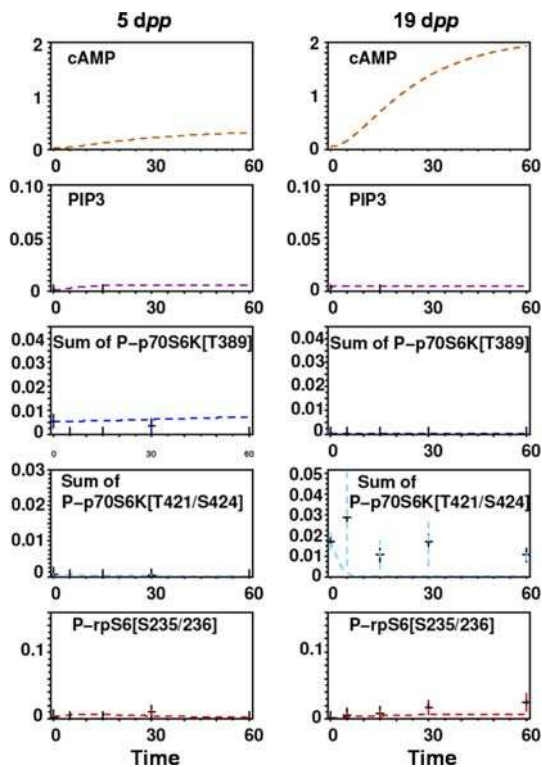 5 dpp 19 dpp
2 cAMP 2 cAMP
1 1
0 0
0 30 60 0 30 60
0.10 PIP3 0.10 PIP3
0.05 0.05
0 0
0 30 60 0 30 60
0.04 Sum of P–p70S6K[T389] 0.04 Sum of P–p70S6K[T389]
0.03 0.03
0.02 0.02
0.01 0.01
0 0
0 30 60 0 30 60
0.03 Sum of 0.05 Sum of
P–p70S6K[T421/S424] 0.04 P–p70S6K[T421/S424]
0.02 0.03
0.01 0.02
0.01
0 0
0 30 60 0 30 60
P–rpS6[S235/236] P–rpS6[S235/236]
0.1 0.1
0 0
0 30 60 0 30 60
Time Time